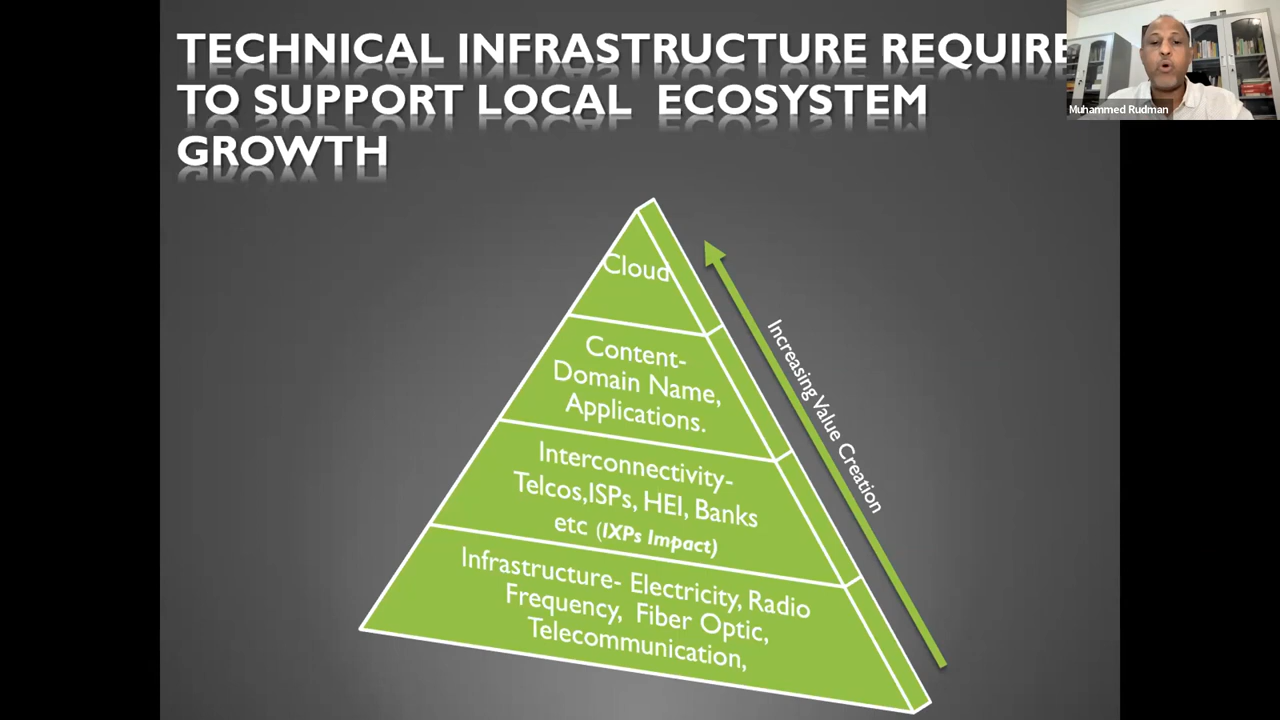 TECHNICAL INFRASTRUCTURE REQUIRE
TO SUPPORT LOCAL ECOSYSTEM
GROWTH
Muhammed Rudman
Cloud
Content-
Domain Name,
Applications.
Interconnectivity-
Telcos,ISPs, HEI, Banks
etc (IXPs Impact)
Infrastructure- Electricity, Radio
Frequency, Fiber Optic,
Telecommunication,
Increasing Value Creation